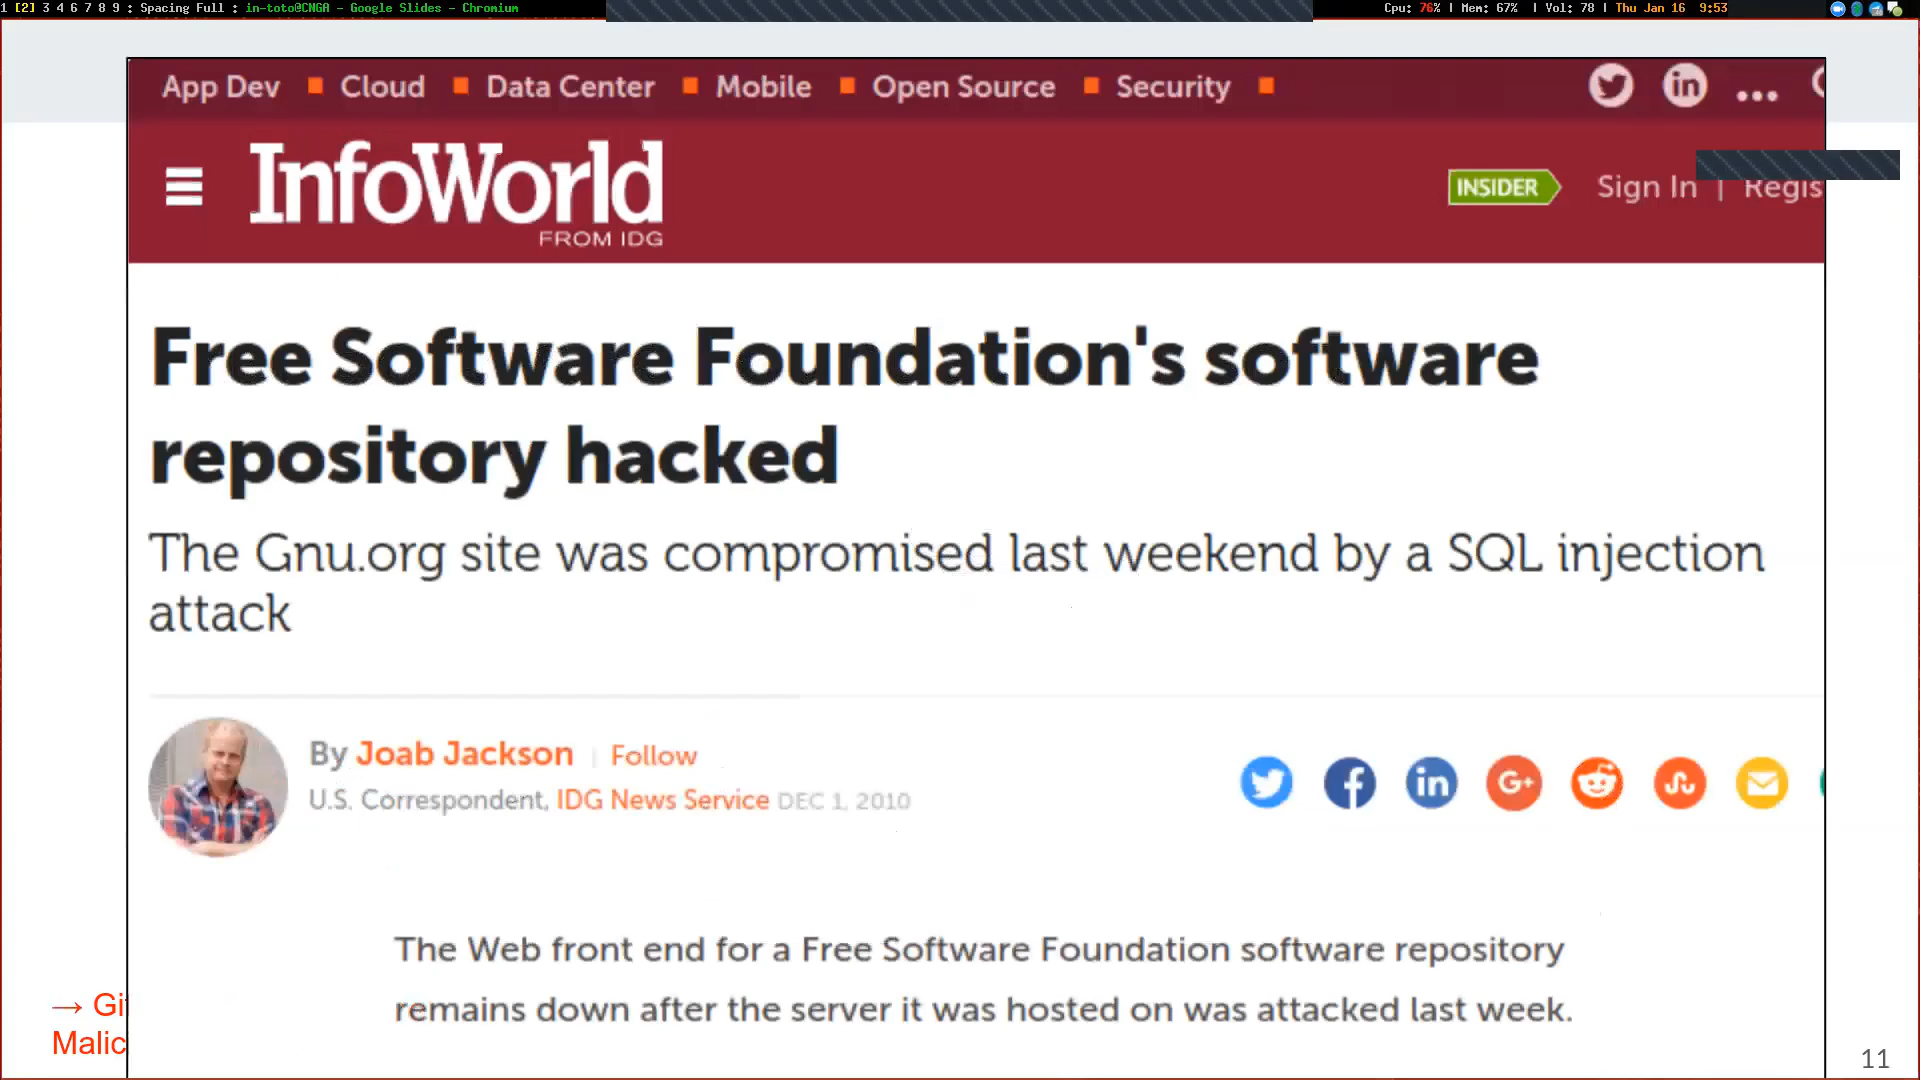 1 [2] 3 4 6 7 8 9 : Spacing Full : in-toto@CNGA - Google Slides - Chromium
Cpu: 76% | Mem: 67% | Vol: 78 | Thu Jan 16 9:53
App Dev Cloud Data Center Mobile Open Source Security
InfoWorld
FROM IDG
INSIDER Sign In | Regis
Free Software Foundation's software
repository hacked
The Gnu.org site was compromised last weekend by a SQL injection
attack
By Joab Jackson | Follow
U.S. Correspondent, IDG News Service DEC 1, 2010
The Web front end for a Free Software Foundation software repository
remains down after the server it was hosted on was attacked last week.
→ Gi
Malic
11